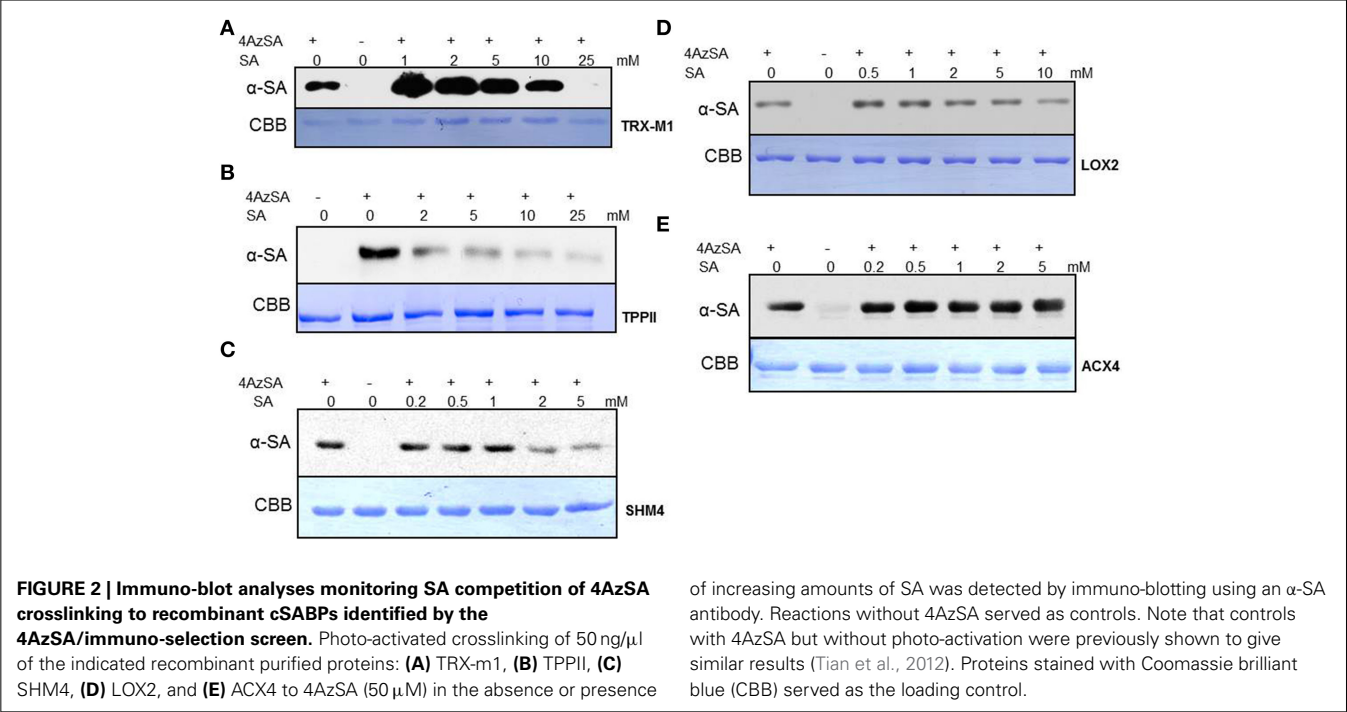 A
4AzSA + - + + + + +
SA 0 0 1 2 5 10 25 mM
α-SA
CBB
TRX-M1
B
4AzSA - + + + + +
SA 0 0 2 5 10 25 mM
α-SA
CBB
TPPII
C
4AzSA + - + + + + +
SA 0 0 0.2 0.5 1 2 5 mM
α-SA
CBB
SHM4
D
4AzSA + - + + + + +
SA 0 0 0.5 1 2 5 10 mM
α-SA
CBB
LOX2
E
4AzSA + - + + + + +
SA 0 0 0.2 0.5 1 2 5 mM
α-SA
CBB
ACX4
FIGURE 2 | Immuno-blot analyses monitoring SA competition of 4AzSA
crosslinking to recombinant cSABPs identified by the
4AzSA/immuno-selection screen. Photo-activated crosslinking of 50 ng/μl
of the indicated recombinant purified proteins: (A) TRX-m1, (B) TPPII, (C)
SHM4, (D) LOX2, and (E) ACX4 to 4AzSA (50 μM) in the absence or presence
of increasing amounts of SA was detected by immuno-blotting using an α-SA
antibody. Reactions without 4AzSA served as controls. Note that controls
with 4AzSA but without photo-activation were previously shown to give
similar results (Tian et al., 2012). Proteins stained with Coomassie brilliant
blue (CBB) served as the loading control.